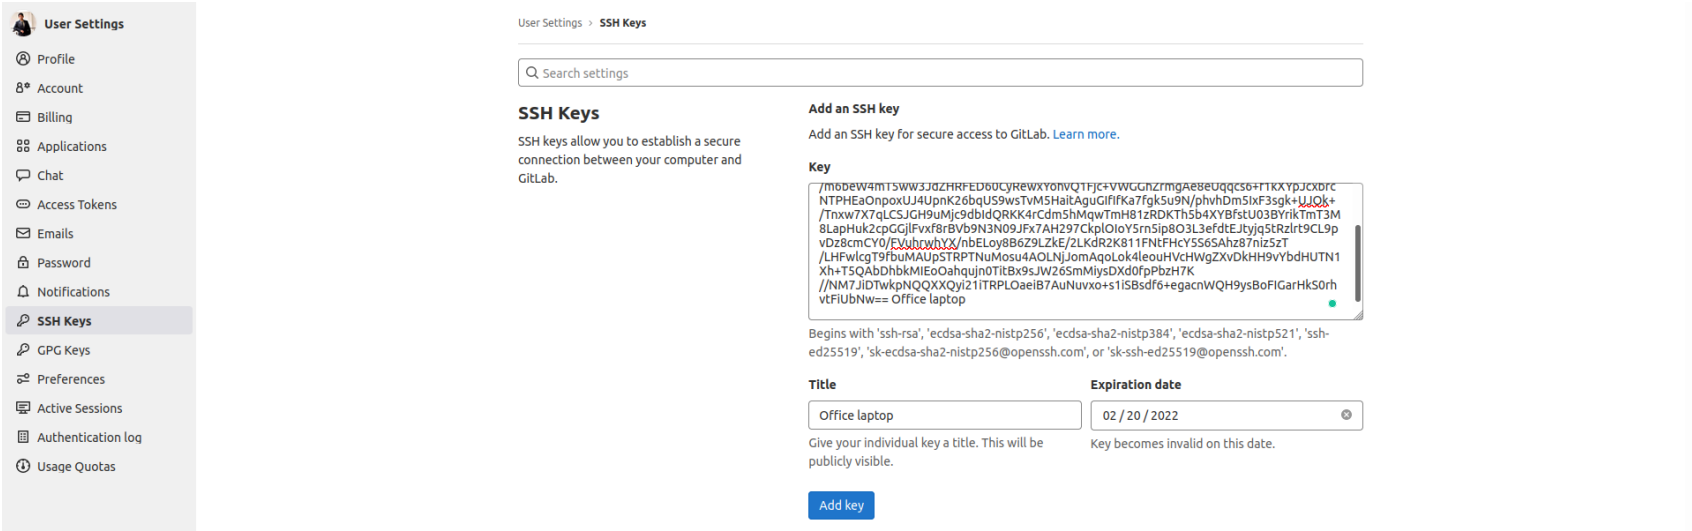 User Settings
Profile
Account
Billing
Applications
Chat
Access Tokens
Emails
Password
Notifications
SSH Keys
GPG Keys
Preferences
Active Sessions
Authentication log
Usage Quotas
User Settings › SSH Keys
Search settings
SSH Keys
SSH keys allow you to establish a secure
connection between your computer and
GitLab.
Add an SSH key
Add an SSH key for secure access to GitLab. Learn more.
Key
/m6beW4mT5ww3JdZHRFED60CyRewxYohvQ1Fjc+VWGGhZrmgAe8eUqqcs6+r1kXYpJcxbrc
NTPHEaOnpoxUJ4UpnK26bqUS9wsTvM5HaitAguGIfIfKa7fgk5u9N/phvhDm5IxF3sgk+UJOk+
/Tnxw7X7qLCSJGH9uMjc9dbIdQRKK4rCdm5hMqwTmH81zRDKTh5b4XYBfstU03BYrikTmT3M
8LapHuk2cpGGjlFvxf8rBVb9N3N09JFx7AH297CkplOIoY5rn5ip8O3L3efdtEJtyjq5tRzlrt9CL9p
vDz8cmCY0/FVuhrwhYX/nbELoy8B6Z9LZkE/2LKdR2K811FNtFHcY5S6SAhz87niz5zT
/LHFwlcgT9fbuMAUpSTRPTNuMosu4AOLNjJomAqoLok4leouHVcHWgZXvDkHH9vYbdHUTN1
Xh+T5QAbDhbkMIEoOahqujn0TitBx9sJW26SmMiysDXd0fpPbzH7K
//NM7JiDTwkpNQQXXQyi21iTRPLOaeiB7AuNuvxo+s1iSBsdf6+egacnWQH9ysBoFIGarHkS0rh
vtFiUbNw== Office laptop
Begins with 'ssh-rsa', 'ecdsa-sha2-nistp256', 'ecdsa-sha2-nistp384', 'ecdsa-sha2-nistp521', 'ssh-
ed25519', 'sk-ecdsa-sha2-nistp256@openssh.com', or 'sk-ssh-ed25519@openssh.com'.
Title
Expiration date
Office laptop
02 / 20 / 2022
Give your individual key a title. This will be
publicly visible.
Key becomes invalid on this date.
Add key